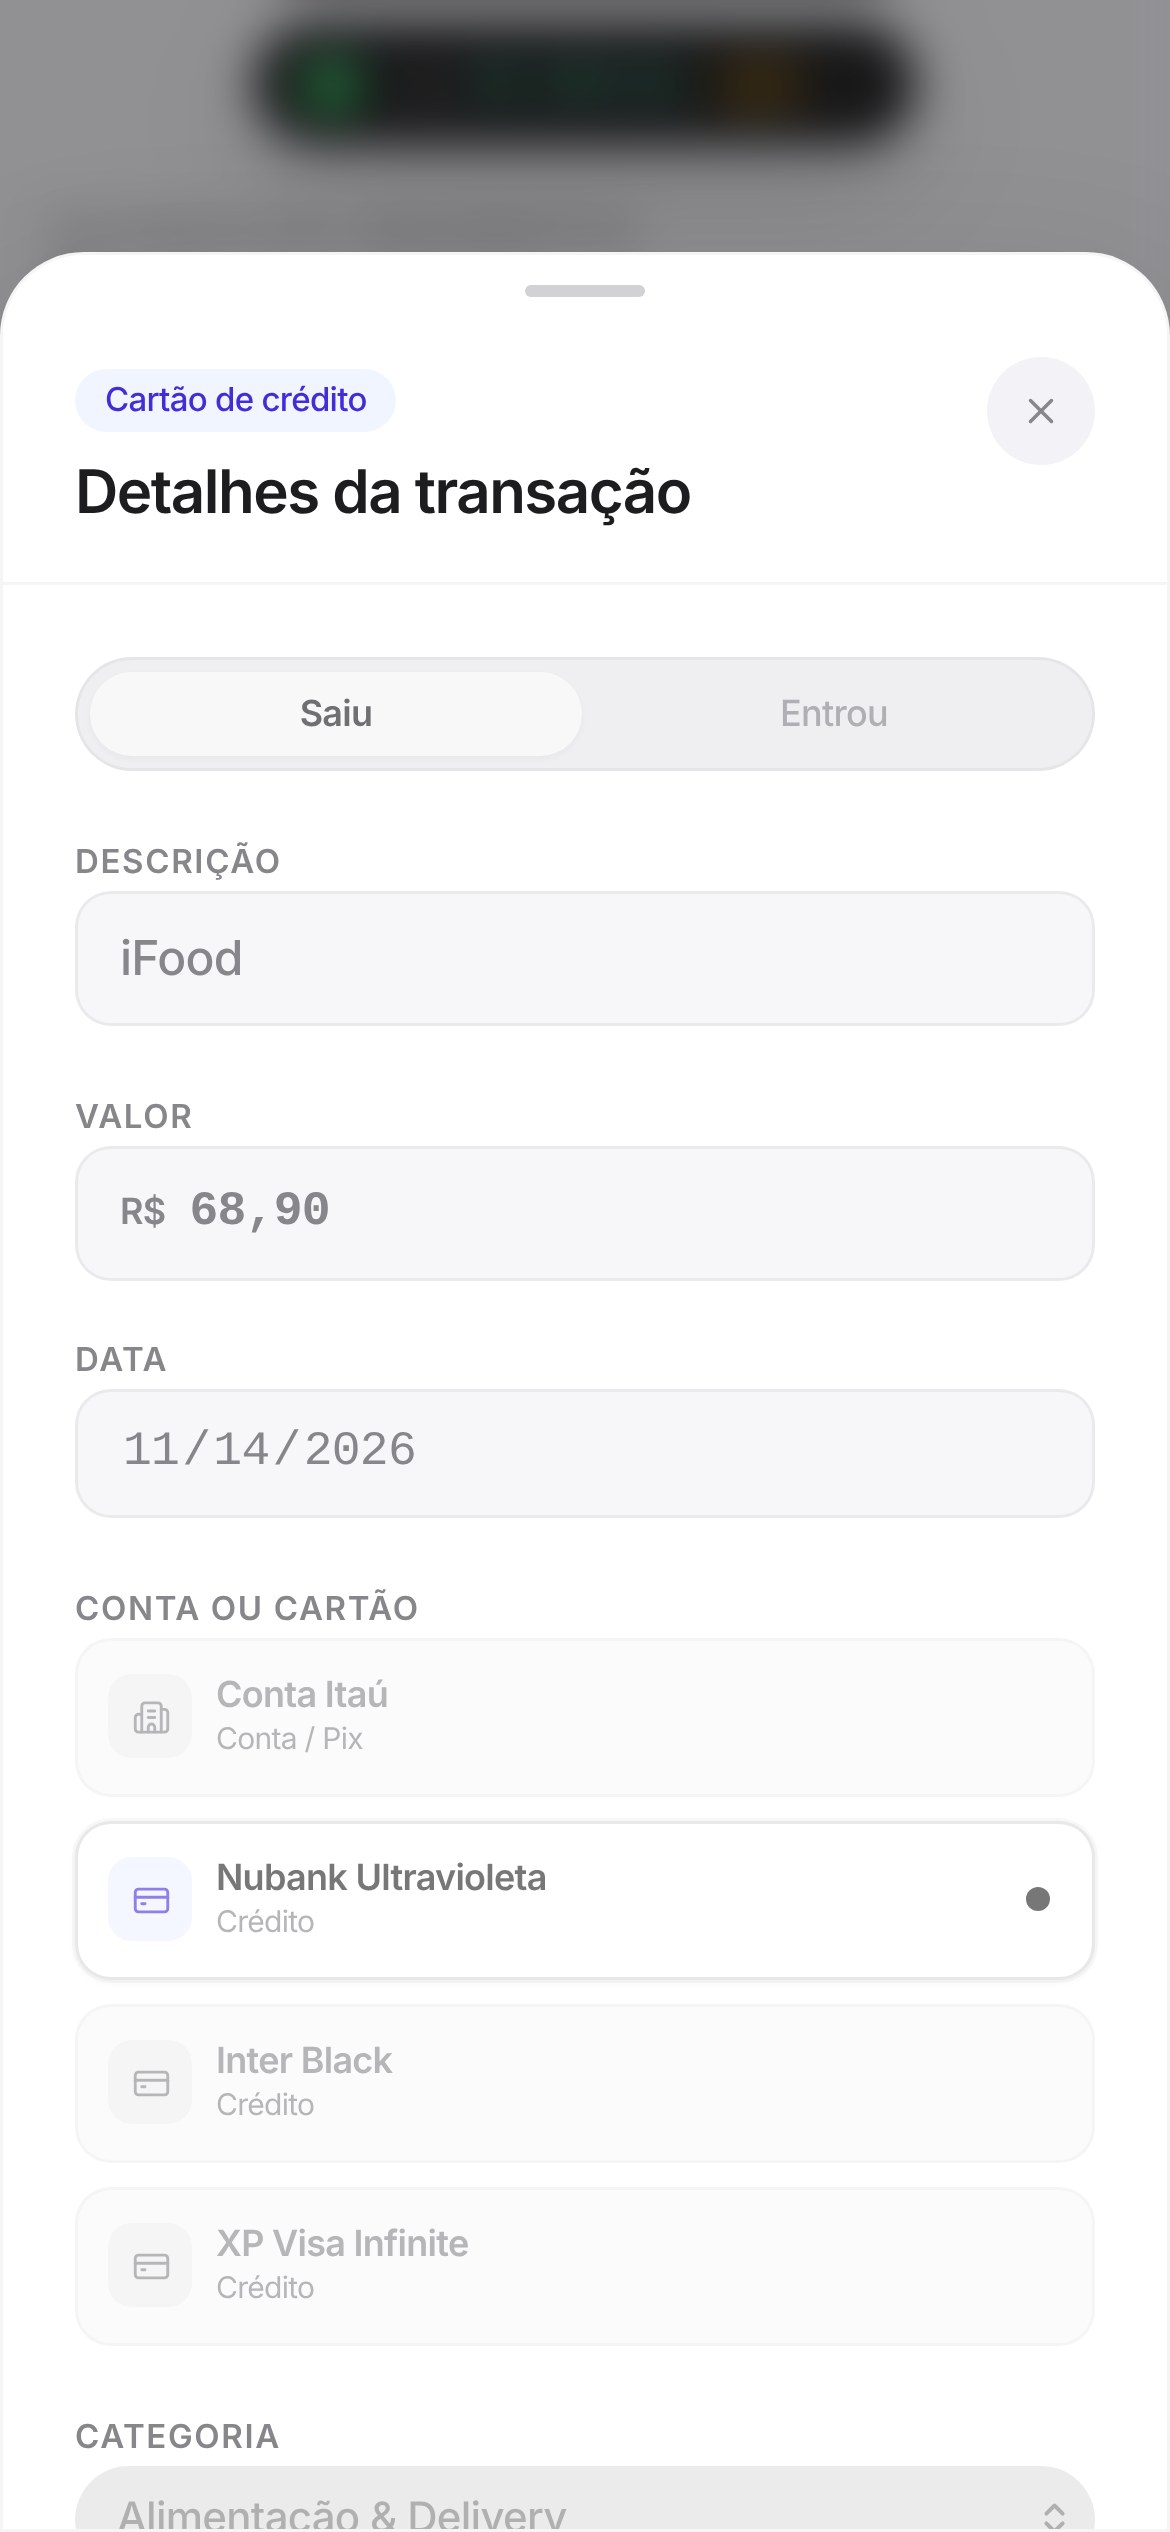 Cartão de crédito
Detalhes da transação
Saiu
Entrou
DESCRIÇÃO
iFood
VALOR
R$ 68,90
DATA
11/14/2026
CONTA OU CARTÃO
Conta Itaú
Conta / Pix
Nubank Ultravioleta
Crédito
Inter Black
Crédito
XP Visa Infinite
Crédito
CATEGORIA
Alimentação & Delivery